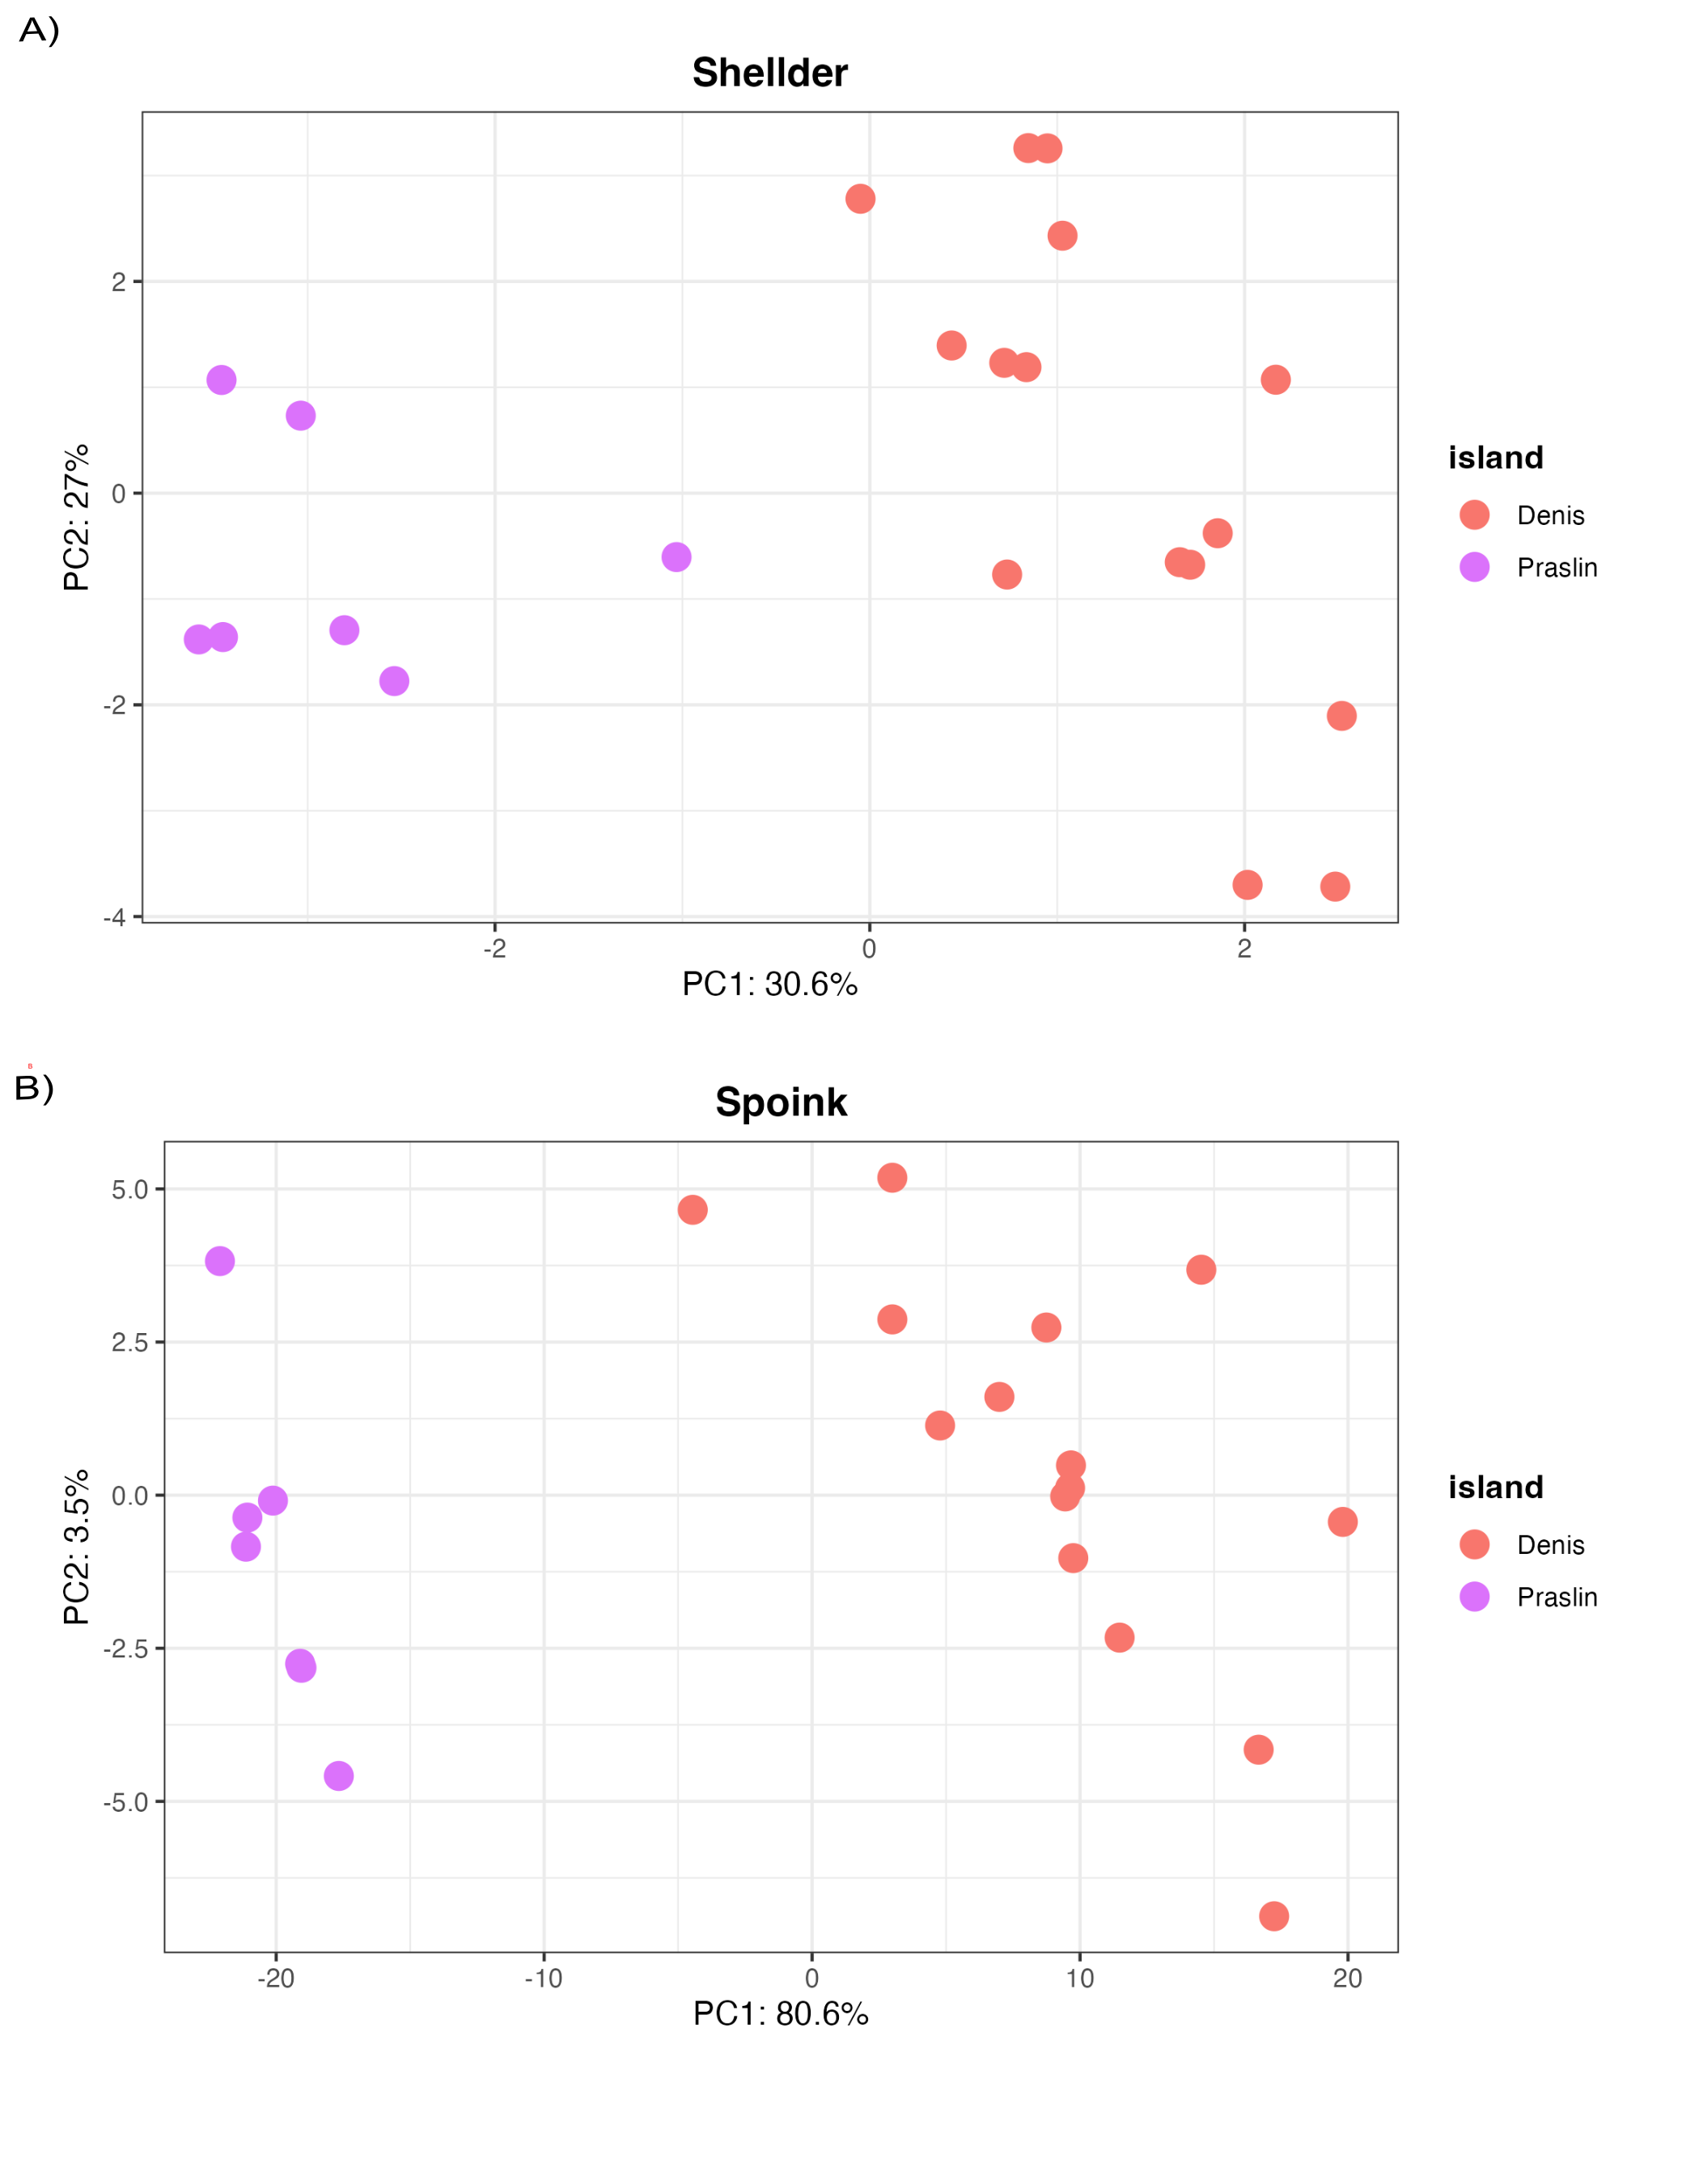 A)
Shellder
2
0
-2
-4
PC2: 27%
-2
0
2
PC1: 30.6%
island
Denis
Praslin
B
B)
Spoink
5.0
2.5
0.0
-2.5
-5.0
PC2: 3.5%
-20
-10
0
10
20
PC1: 80.6%
island
Denis
Praslin